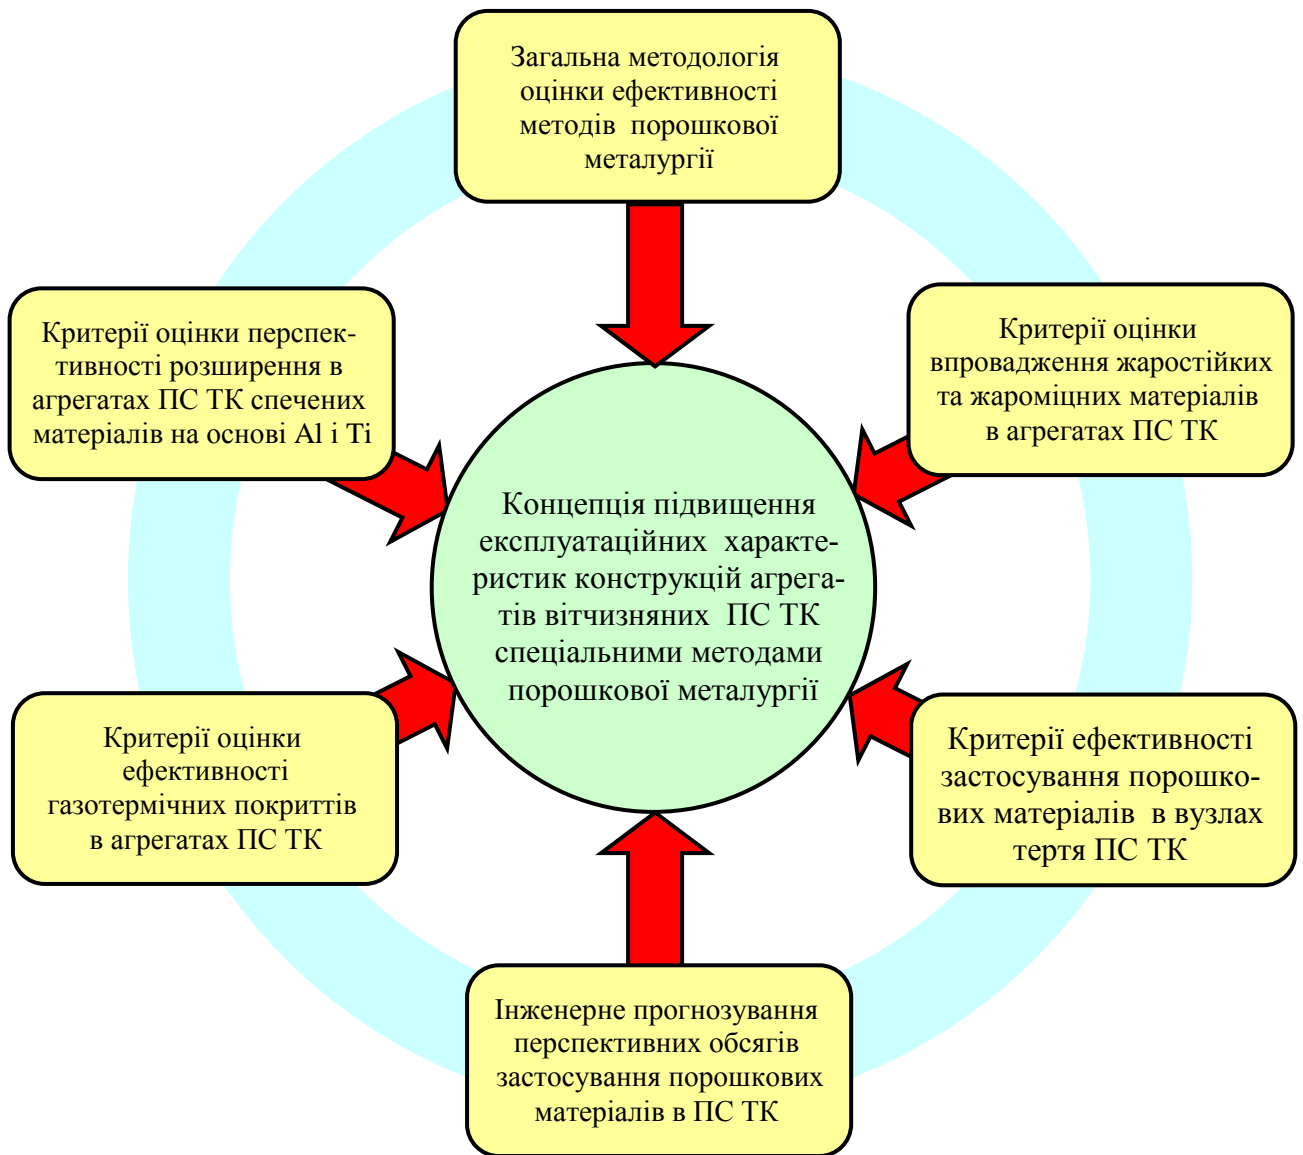 Загальна методологія
оцінки ефективності
методів порошкової
металургії
Критерії оцінки перспек-
тивності розширення в
агрегатах ПС ТК спечених
матеріалів на основі Al і Ti
Критерії оцінки
впровадження жаростійких
та жароміцних матеріалів
в агрегатах ПС ТК
Концепція підвищення
експлуатаційних характе-
ристик конструкцій агрега-
тів вітчизняних ПС ТК
спеціальними методами
порошкової металургії
Критерії оцінки
ефективності
газотермічних покриттів
в агрегатах ПС ТК
Критерії ефективності
застосування порошко-
вих матеріалів в вузлах
тертя ПС ТК
Інженерне прогнозування
перспективних обсягів
застосування порошкових
матеріалів в ПС ТК